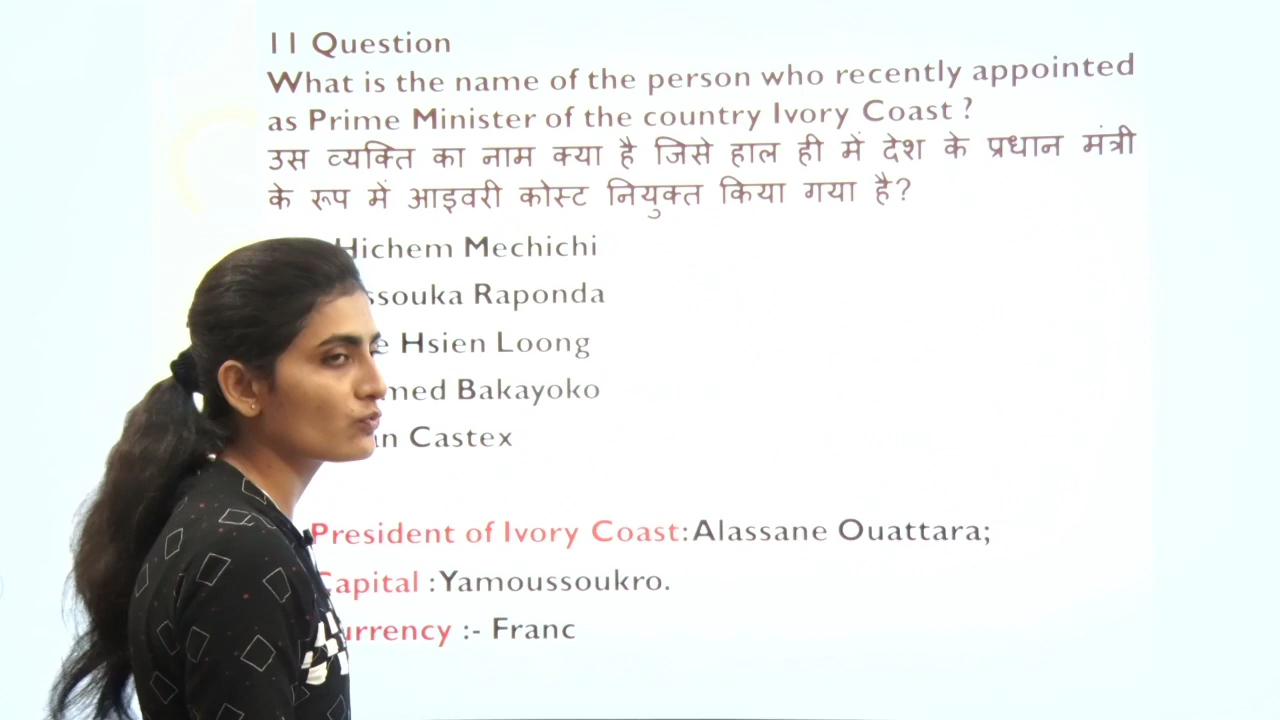 11 Question
What is the name of the person who recently appointed
as Prime Minister of the country Ivory Coast ?
उस व्यक्ति का नाम क्या है जिसे हाल ही में देश के प्रधान मंत्री
के रूप में आइवरी कोस्ट नियुक्त किया गया है?
Hichem Mechichi
ssouka Raponda
e Hsien Loong
med Bakayoko
n Castex
President of Ivory Coast:Alassane Ouattara;
Capital :Yamoussoukro.
urrency :- Franc